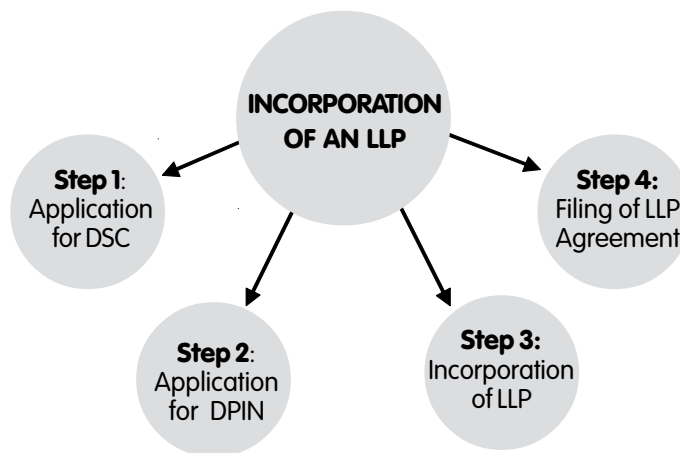 INCORPORATION
OF AN LLP
Step 1:
Application
for DSC
Step 2:
Application
for DPIN
Step 3:
Incorporation
of LLP
Step 4:
Filing of LLP
Agreement